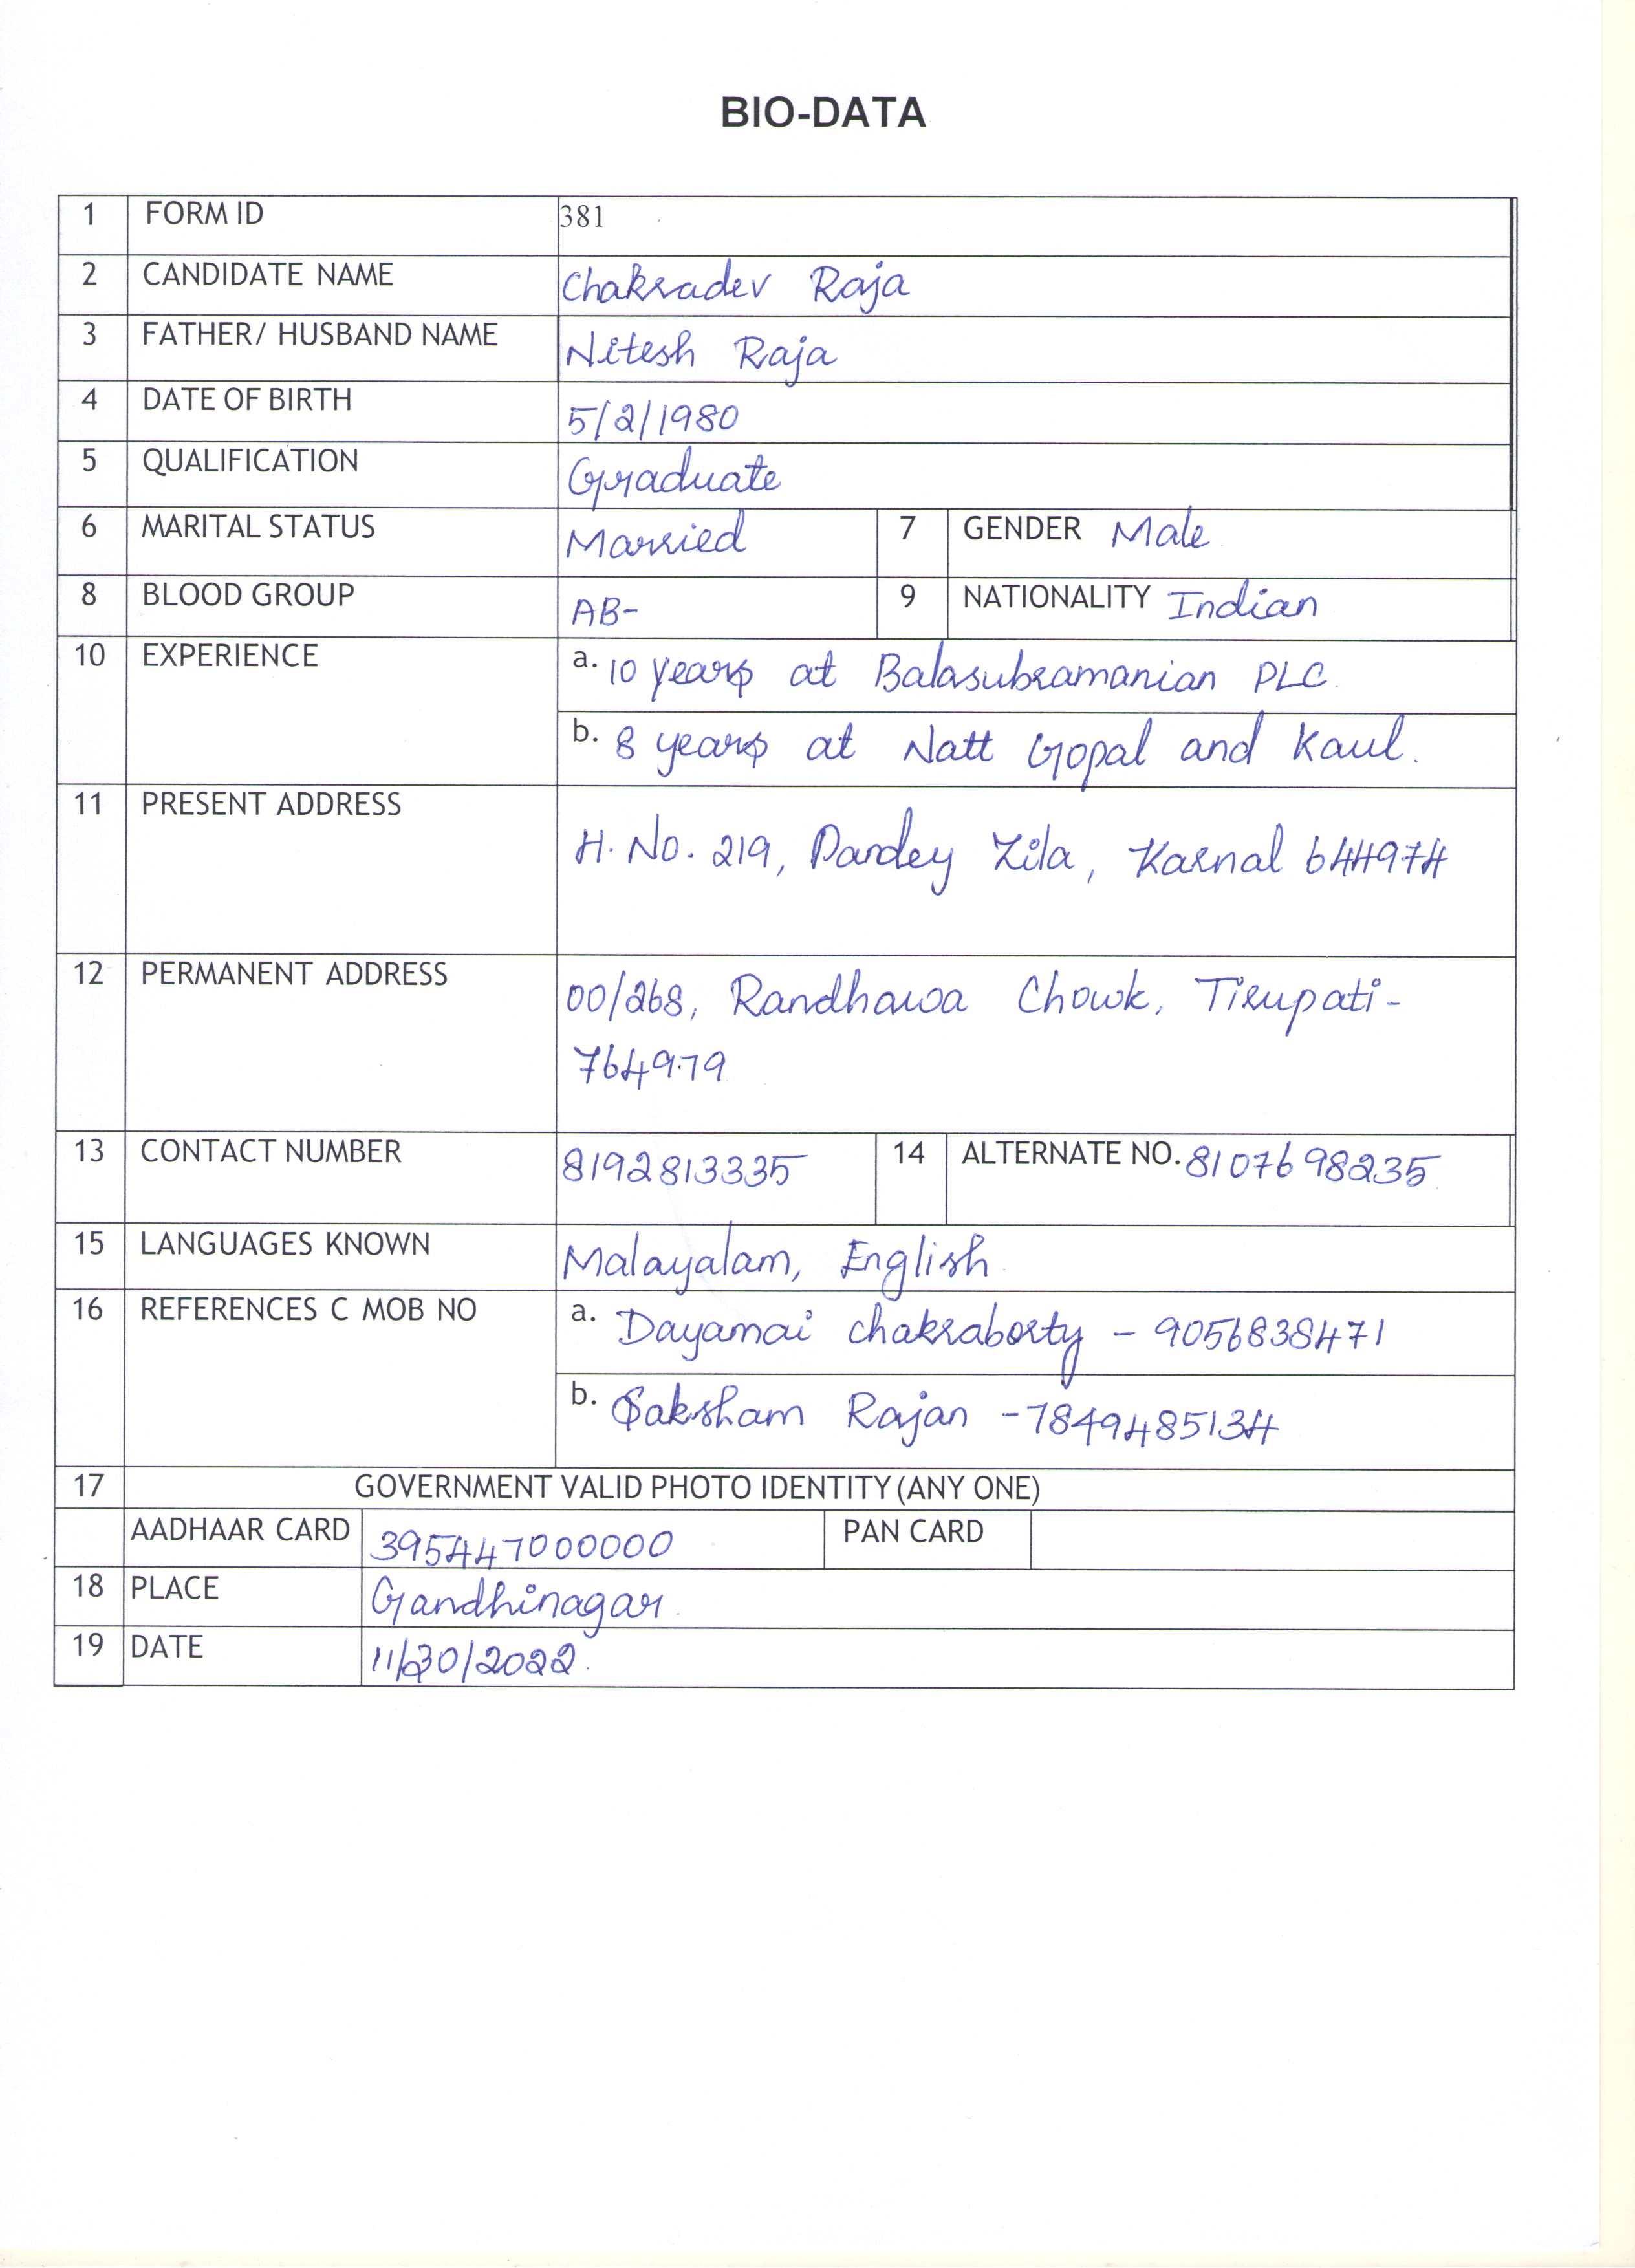 BIO-DATA
1 FORM ID 381
2 CANDIDATE NAME Chakradev Raja
3 FATHER/ HUSBAND NAME Nitesh Raja
4 DATE OF BIRTH 5/2/1980
5 QUALIFICATION Graduate
6 MARITAL STATUS Married 7 GENDER Male
8 BLOOD GROUP AB- 9 NATIONALITY Indian
10 EXPERIENCE a. 10 years at Balasubramanian PLC.
b. 8 years at Natt Gopal and Kaul.
11 PRESENT ADDRESS
H. No. 219, Pandey Zila, Karnal 644974
12 PERMANENT ADDRESS 00/268, Randhawa Chowk, Tirupati-
764979
13 CONTACT NUMBER 8192813335 14 ALTERNATE NO. 8107698235
15 LANGUAGES KNOWN Malayalam, English
16 REFERENCES C MOB NO a. Dayamai chakraborty - 9056838471
b. Saksham Rajan - 7849485134
17 GOVERNMENT VALID PHOTO IDENTITY (ANY ONE)
AADHAAR CARD 395447000000 PAN CARD
18 PLACE Gandhinagar.
19 DATE 11/30/2022.